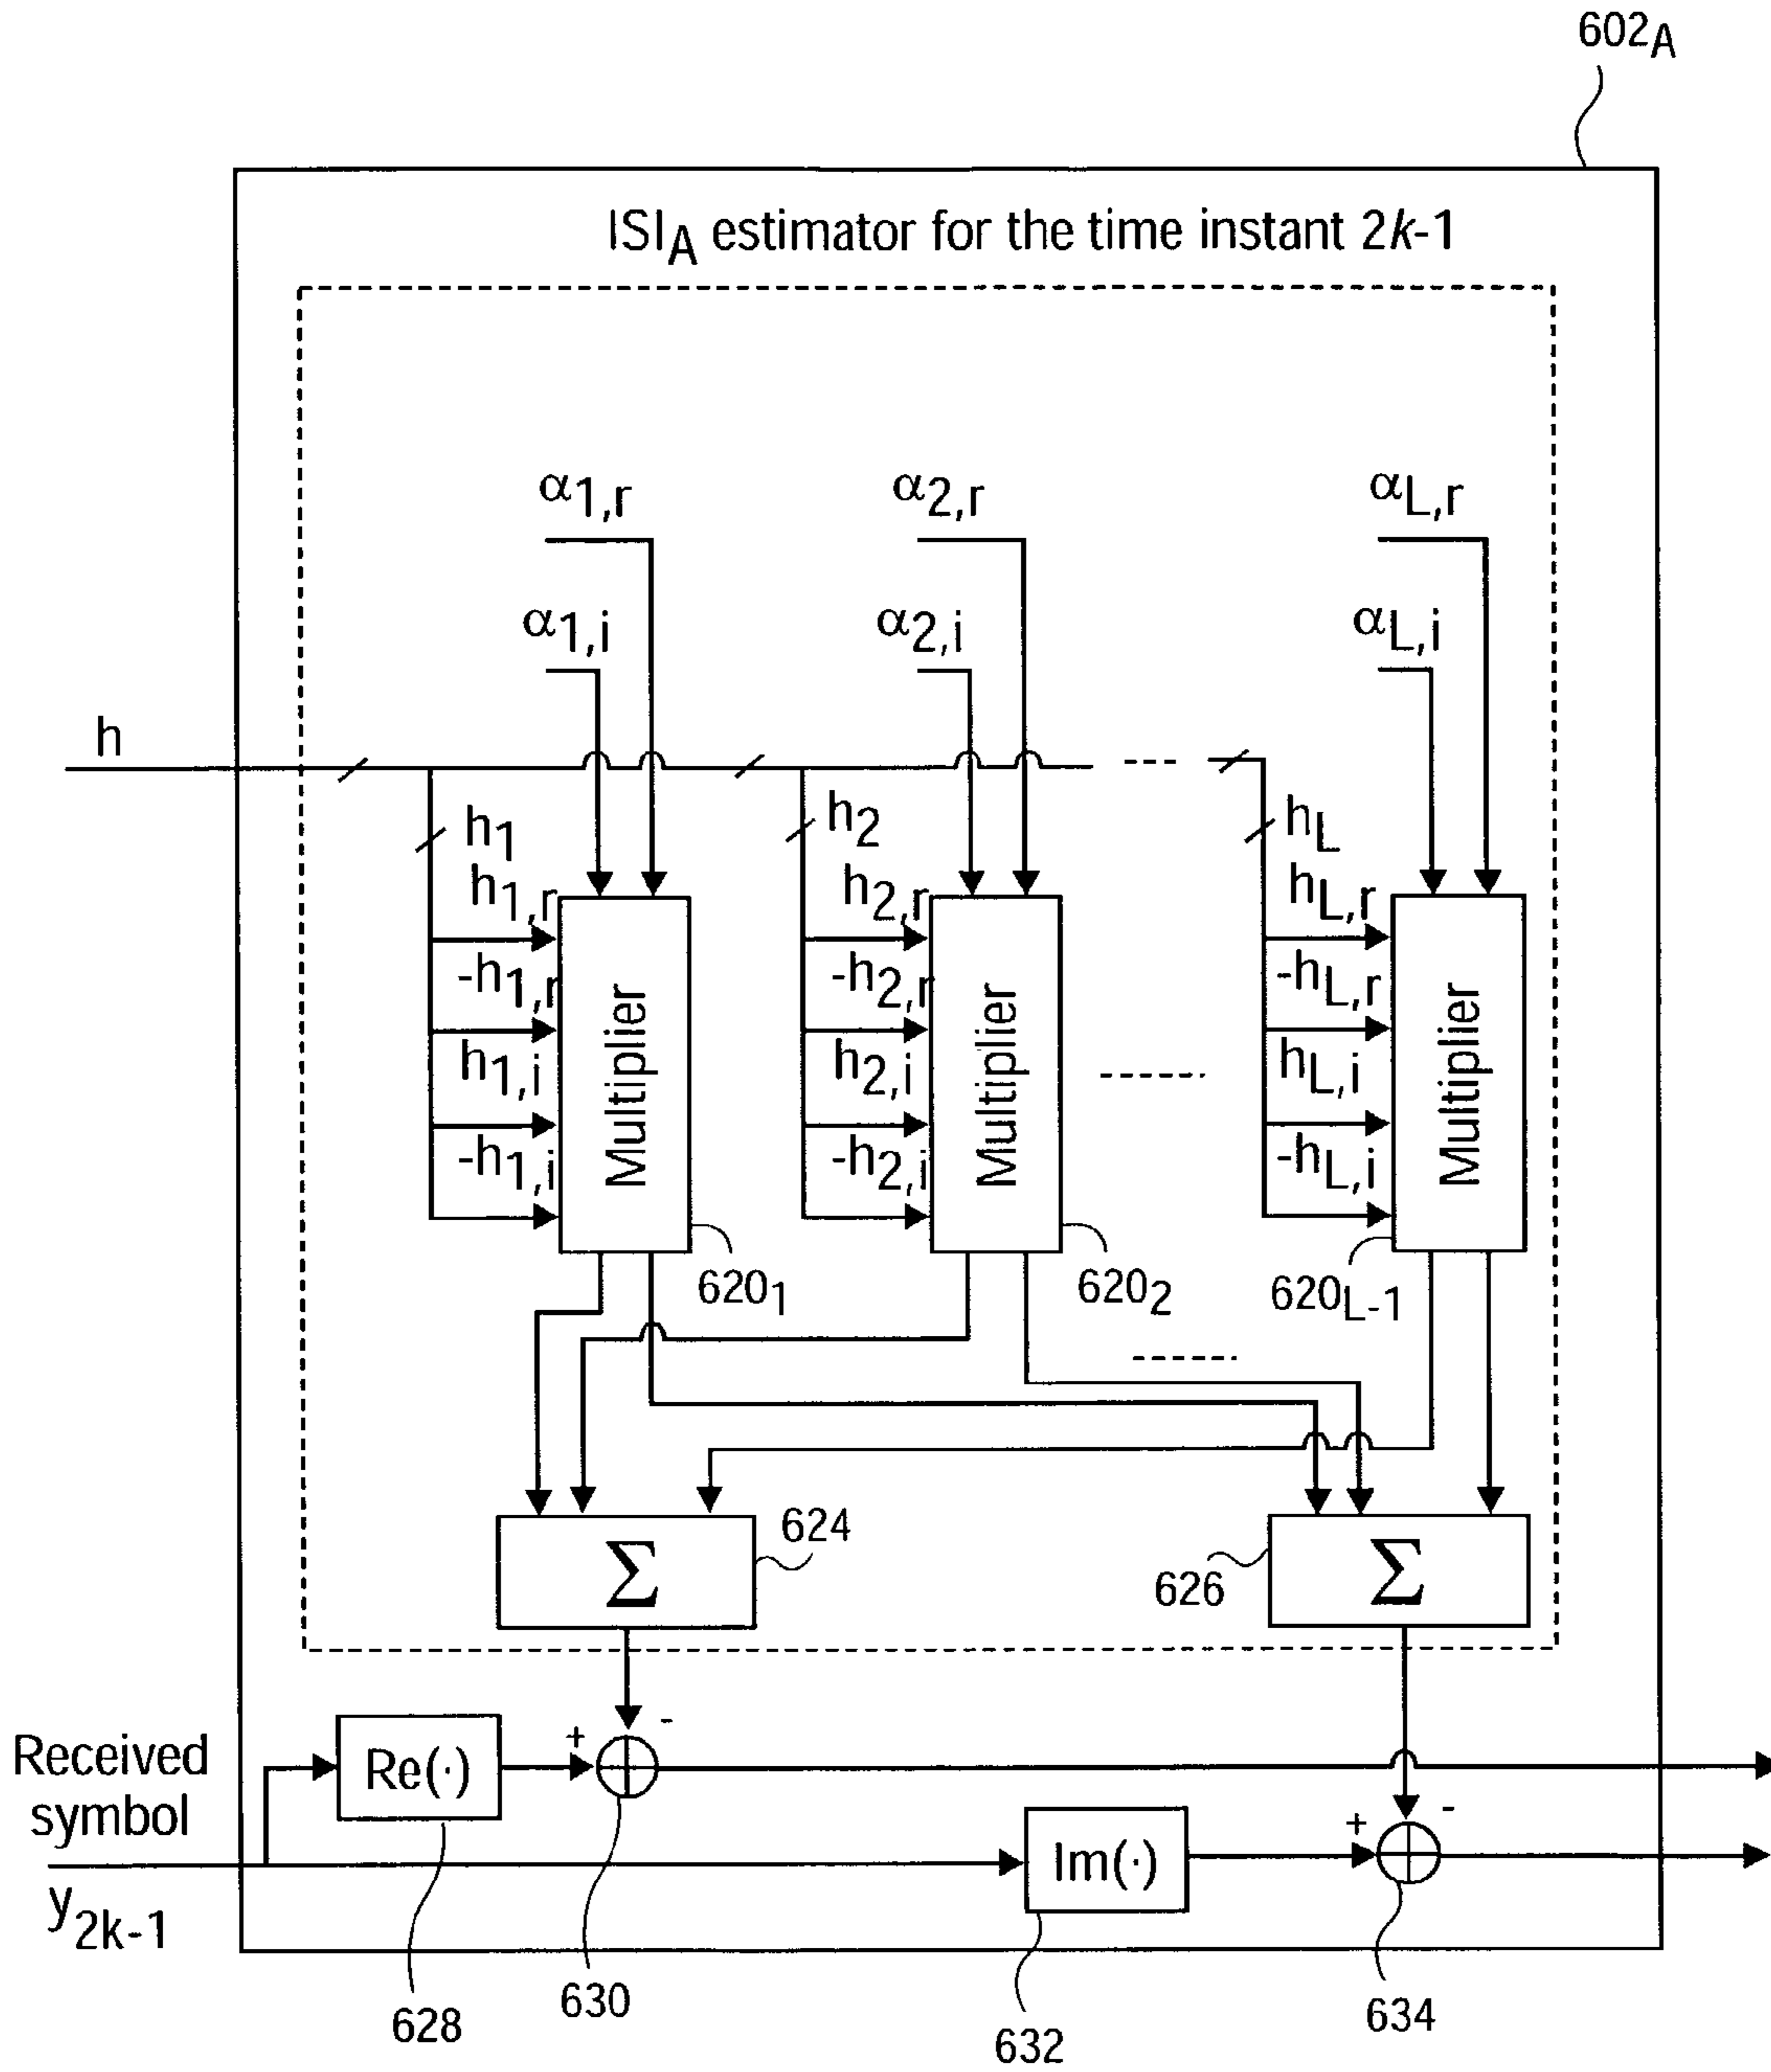 602A
ISIA estimator for the time instant 2k-1
α1,r α2,r αL,r
α1,i α2,i αL,i
h
h1 h2 hL
h1,r h2,r hL,r
-h1,r -h2,r -hL,r
h1,i h2,i hL,i
-h1,i -h2,i -hL,i
Multiplier Multiplier Multiplier
6201 6202 620L-1
Σ 624 626 Σ
Received
symbol
y2k-1
Re(·) + -
Im(·) + -
628 630 632 634